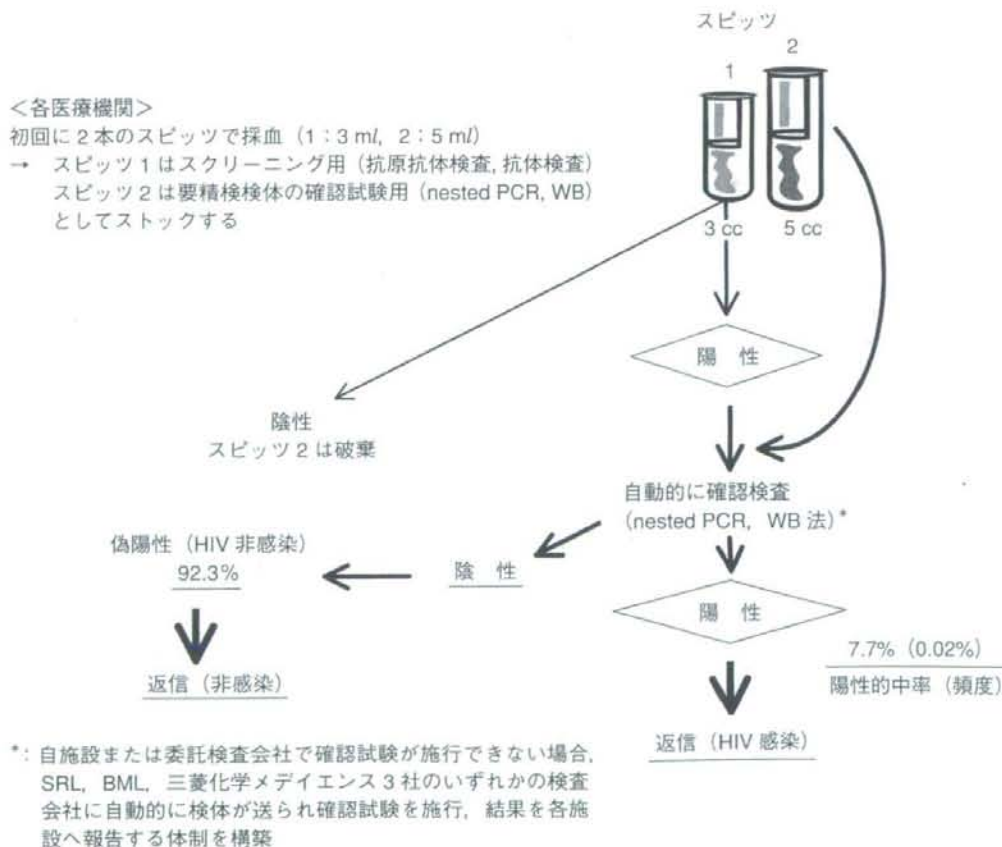 スピッツ
1
2
＜各医療機関＞
初回に2本のスピッツで採血（1：3 ml, 2：5 ml）
→ スピッツ1はスクリーニング用（抗原抗体検査, 抗体検査）
スピッツ2は要精検検体の確認試験用（nested PCR, WB）
としてストックする
3 cc
5 cc
陽 性
陰性
スピッツ2は破棄
自動的に確認検査
（nested PCR, WB 法）*
偽陽性（HIV 非感染）
92.3%
陰 性
陽 性
7.7%（0.02%）
陽性的中率（頻度）
返信（非感染）
返信（HIV 感染）
*：自施設または委託検査会社で確認試験が施行できない場合,
SRL, BML, 三菱化学メデイエンス3社のいずれかの検査
会社に自動的に検体が送られ確認試験を施行, 結果を各施
設へ報告する体制を構築